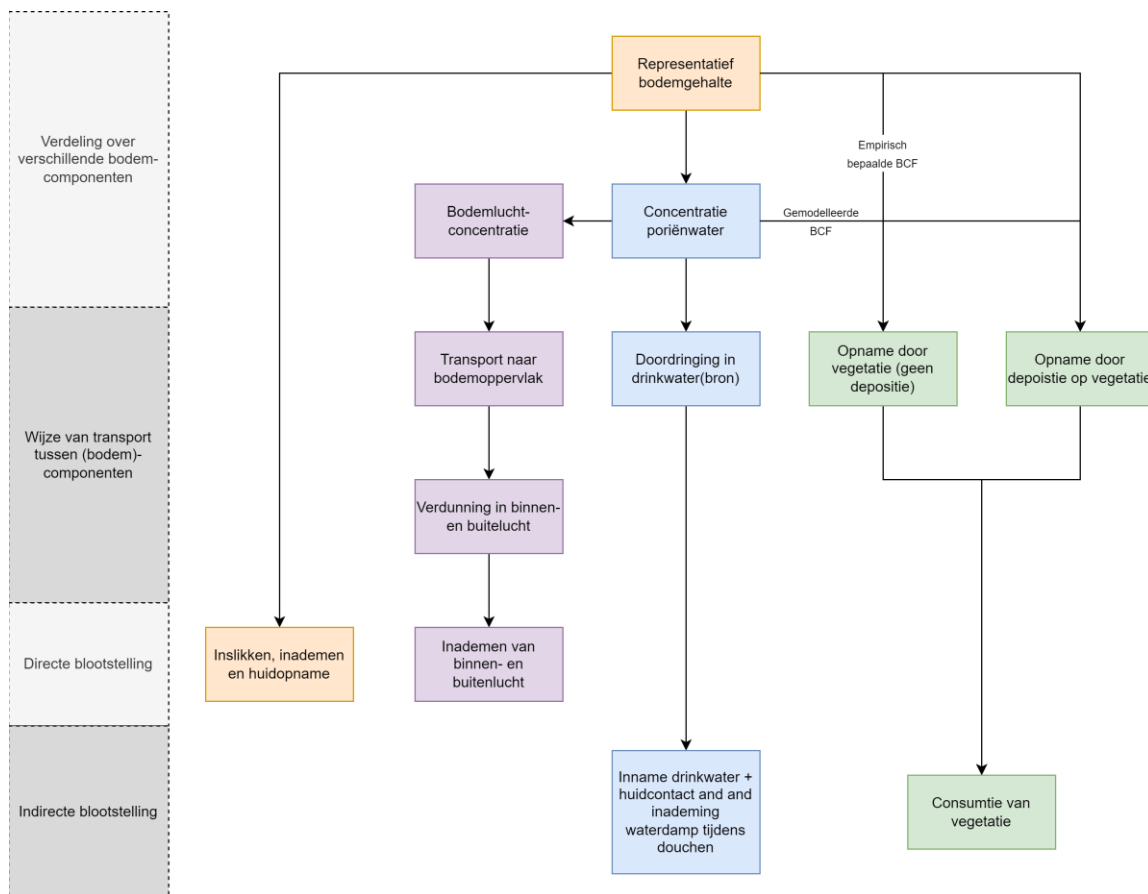 Representatief
bodemgehalte
Verdeling over
verschillende bodem-
componenten
Empirisch
bepaalde BCF
Bodemlucht-
concentratie
Concentratie
poriënwater
Gemodelleerde
BCF
Transport naar
bodemoppervlak
Doordringing in
drinkwater(bron)
Opname door
vegetatie (geen
depositie)
Opname door
depoistie op vegetatie
Wijze van transport
tussen (bodem)-
componenten
Verdunning in binnen-
en buitelucht
Directe blootstelling
Inslikken, inademen
en huidopname
Inademen van
binnen- en
buitenlucht
Indirecte blootstelling
Inname drinkwater +
huidcontact and and
inademing
waterdamp tijdens
douchen
Consumtie van
vegetatie